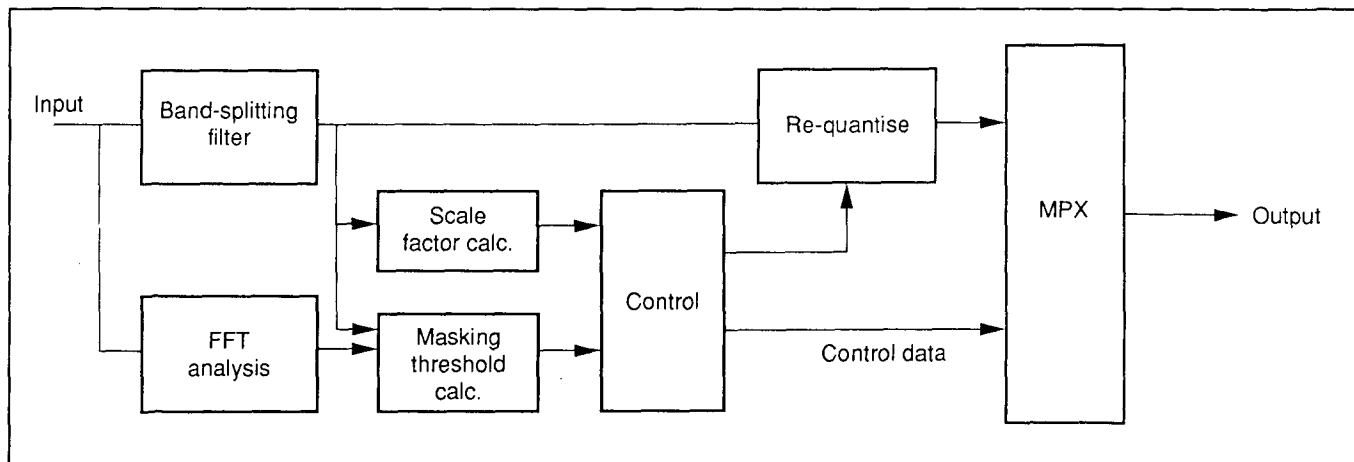 Input
Band-splitting
filter
Re-quantise
Scale
factor calc.
MPX
Output
Control
FFT
analysis
Masking
threshold
calc.
Control data